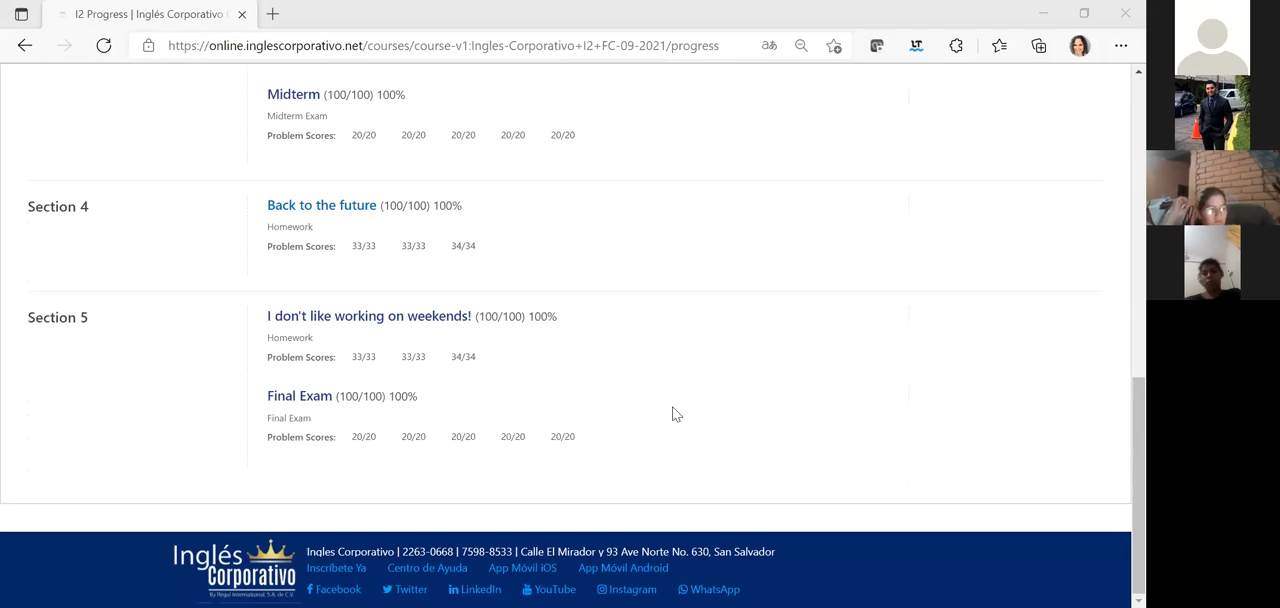 I2 Progress | Inglés Corporativo
https://online.inglescorporativo.net/courses/course-v1:Ingles-Corporativo+I2+FC-09-2021/progress
Midterm (100/100) 100%
Midterm Exam
Problem Scores: 20/20 20/20 20/20 20/20 20/20
Section 4
Back to the future (100/100) 100%
Homework
Problem Scores: 33/33 33/33 34/34
Section 5
I don't like working on weekends! (100/100) 100%
Homework
Problem Scores: 33/33 33/33 34/34
Final Exam (100/100) 100%
Final Exam
Problem Scores: 20/20 20/20 20/20 20/20 20/20
Inglés Corporativo
By Regal International, S.A. de C.V.
Ingles Corporativo | 2263-0668 | 7598-8533 | Calle El Mirador y 93 Ave Norte No. 630, San Salvador
Inscríbete Ya Centro de Ayuda App Móvil iOS App Móvil Android
Facebook Twitter LinkedIn YouTube Instagram WhatsApp